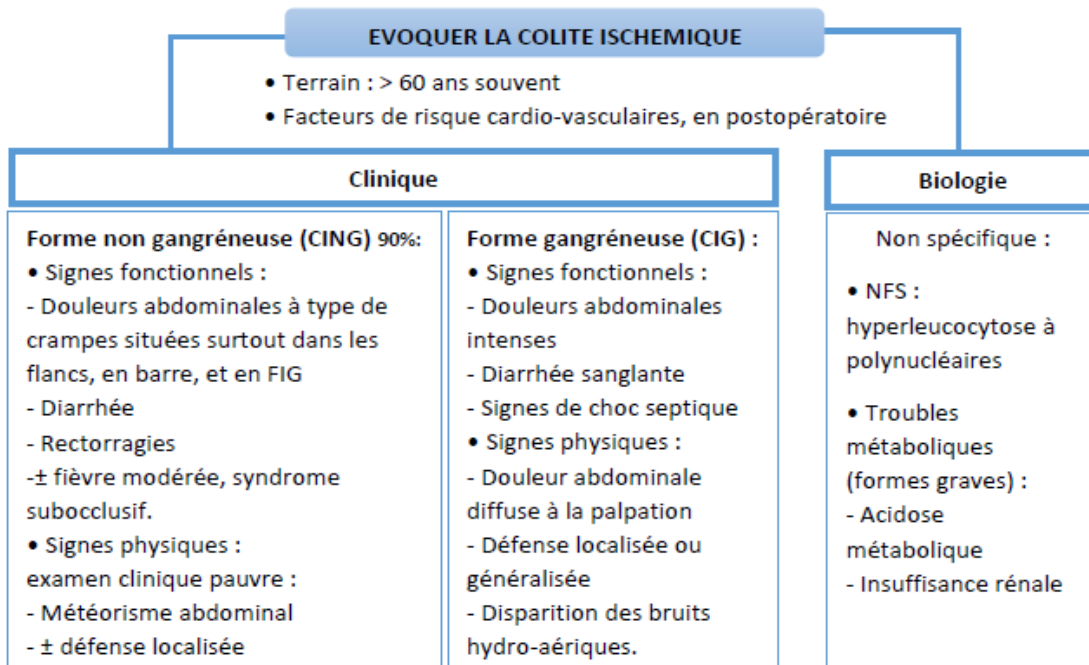 EVOQUER LA COLITE ISCHEMIQUE
• Terrain : > 60 ans souvent
• Facteurs de risque cardio-vasculaires, en postopératoire
Clinique
Forme non gangréneuse (CING) 90%:
• Signes fonctionnels :
- Douleurs abdominales à type de
crampes situées surtout dans les
flancs, en barre, et en FIG
- Diarrhée
- Rectorragies
-± fièvre modérée, syndrome
subocclusif.
• Signes physiques :
examen clinique pauvre :
- Météorisme abdominal
- ± défense localisée
Forme gangréneuse (CIG) :
• Signes fonctionnels :
- Douleurs abdominales
intenses
- Diarrhée sanglante
- Signes de choc septique
• Signes physiques :
- Douleur abdominale
diffuse à la palpation
- Défense localisée ou
généralisée
- Disparition des bruits
hydro-aériques.
Biologie
Non spécifique :
• NFS :
hyperleucocytose à
polynucléaires
• Troubles
métaboliques
(formes graves) :
- Acidose
métabolique
- Insuffisance rénale